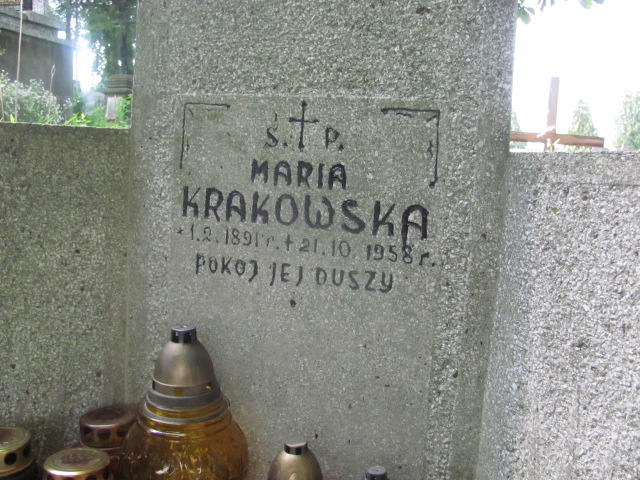 Ś. P.
MARIA
KRAKOWSKA
*1.2.1891r. + 21.10.1958r.
POKÓJ JEJ DUSZY